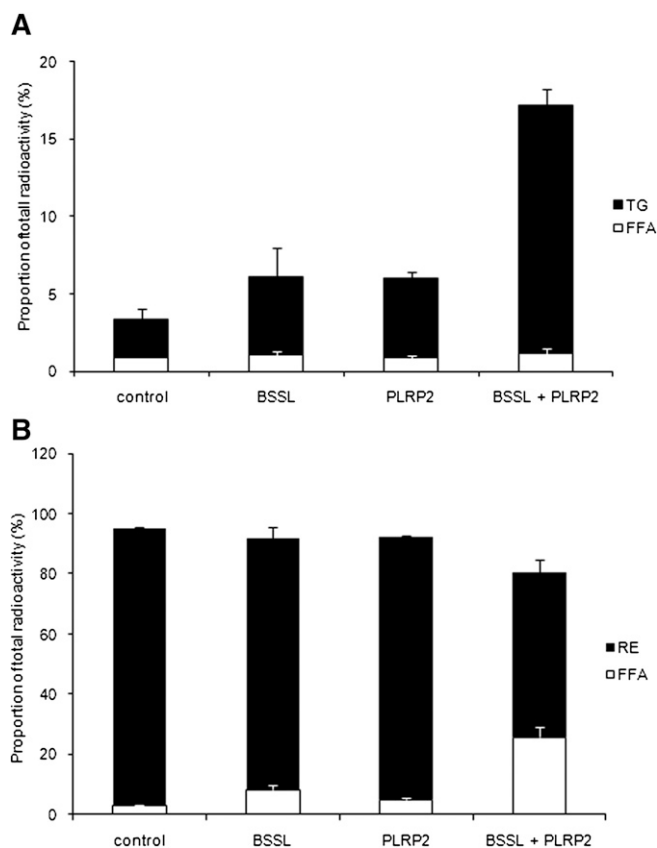 A
Proportion of totall radioactivity (%)
20
15
10
5
0
TG
FFA
control BSSL PLRP2 BSSL + PLRP2
B
Proportion of total radioactivity (%)
120
100
80
60
40
20
0
RE
FFA
control BSSL PLRP2 BSSL + PLRP2